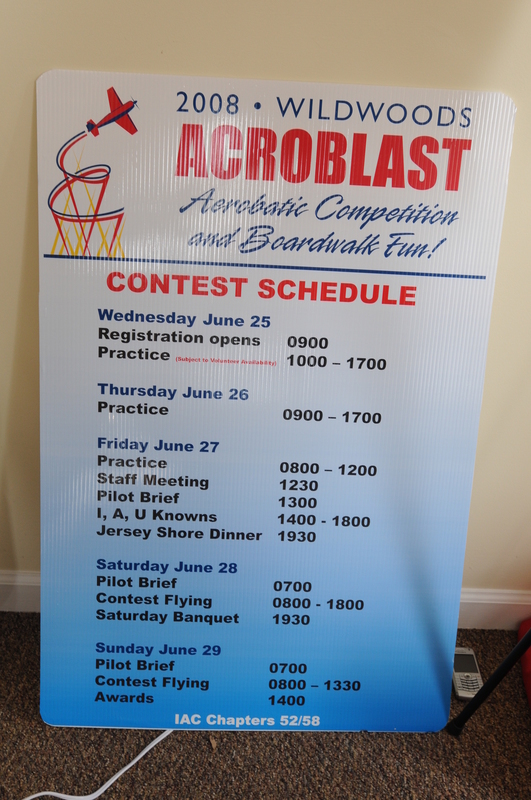 2008 • WILDWOODS
ACROBLAST
Aerobatic Competition
and Boardwalk Fun!
CONTEST SCHEDULE
Wednesday June 25
Registration opens 0900
Practice (Subject to Volunteer Availability) 1000 – 1700
Thursday June 26
Practice 0900 – 1700
Friday June 27
Practice 0800 – 1200
Staff Meeting 1230
Pilot Brief 1300
I, A, U Knowns 1400 - 1800
Jersey Shore Dinner 1930
Saturday June 28
Pilot Brief 0700
Contest Flying 0800 - 1800
Saturday Banquet 1930
Sunday June 29
Pilot Brief 0700
Contest Flying 0800 – 1330
Awards 1400
IAC Chapters 52/58